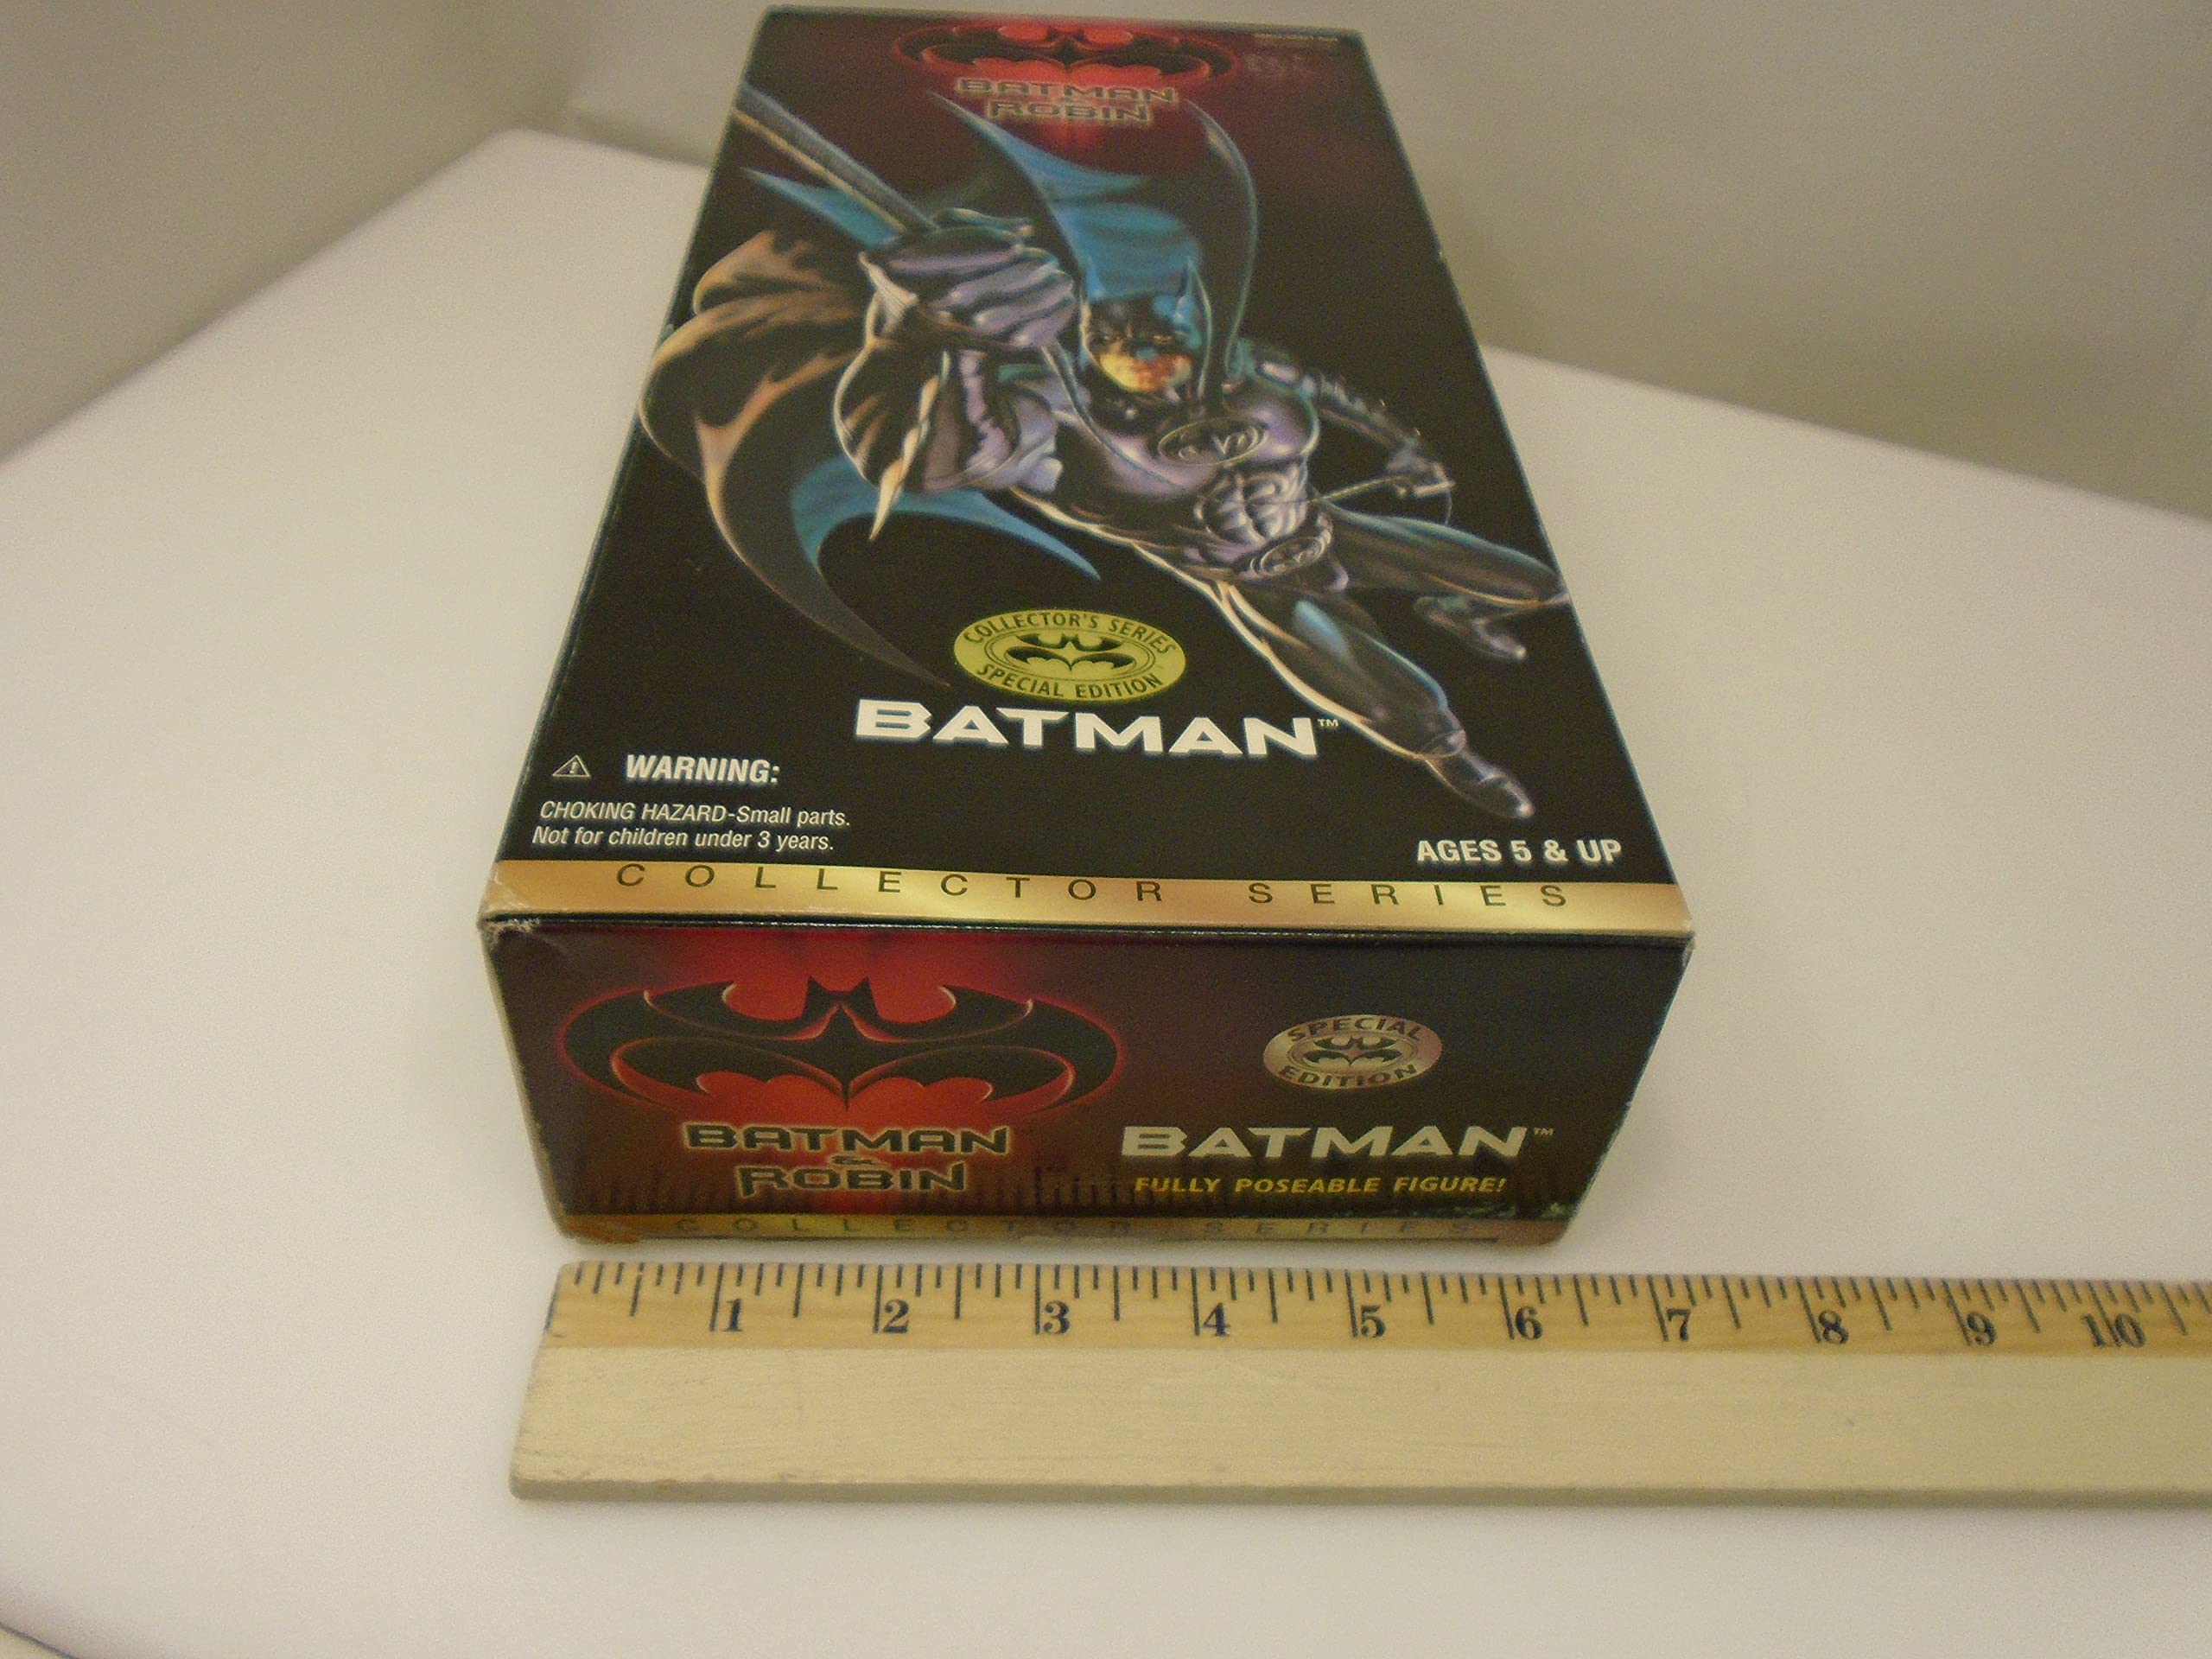 BATMAN
&
ROBIN
COLLECTOR'S SERIES
SPECIAL EDITION
BATMAN™
⚠ WARNING:
CHOKING HAZARD-Small parts.
Not for children under 3 years.
AGES 5 & UP
COLLECTOR SERIES
SPECIAL
EDITION
BATMAN
&
ROBIN
BATMAN™
FULLY POSEABLE FIGURE!
COLLECTOR SERIES
1 2 3 4 5 6 7 8 9 10